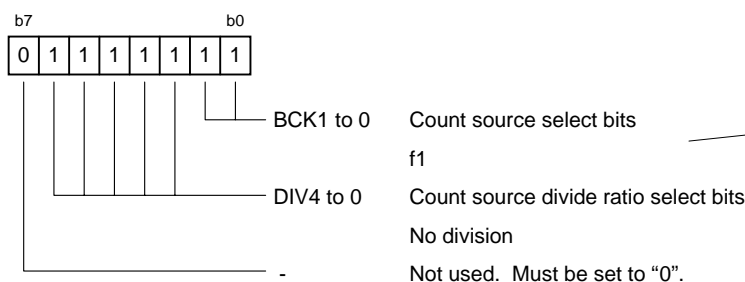 b7 b0
0 1 1 1 1 1 1 1
BCK1 to 0 Count source select bits
f1
DIV4 to 0 Count source divide ratio select bits
No division
- Not used. Must be set to “0”.